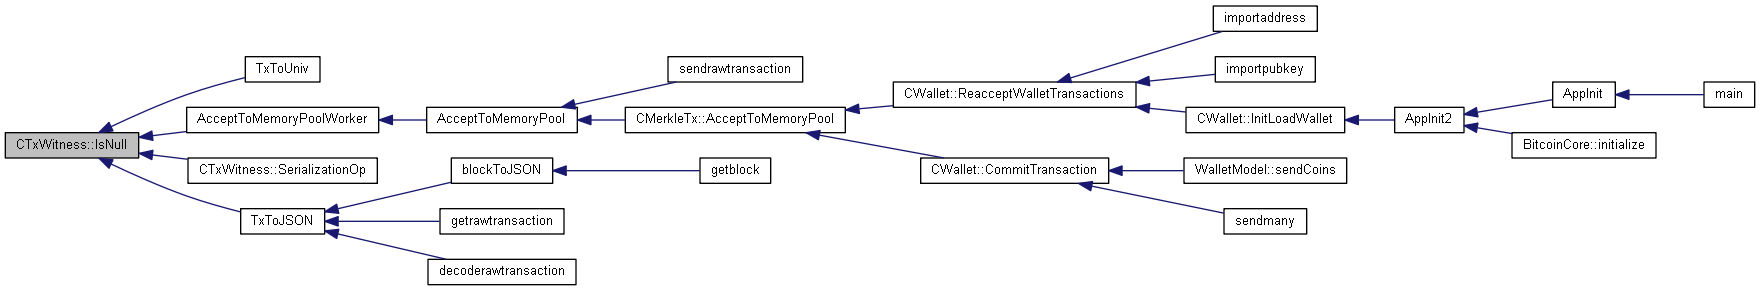 CTxWitness::IsNull
TxToUniv
AcceptToMemoryPoolWorker
CTxWitness::SerializationOp
TxToJSON
AcceptToMemoryPool
blockToJSON
getrawtransaction
decoderawtransaction
sendrawtransaction
CMerkleTx::AcceptToMemoryPool
getblock
CWallet::ReacceptWalletTransactions
CWallet::CommitTransaction
importaddress
importpubkey
CWallet::InitLoadWallet
WalletModel::sendCoins
sendmany
AppInit2
AppInit
BitcoinCore::initialize
main